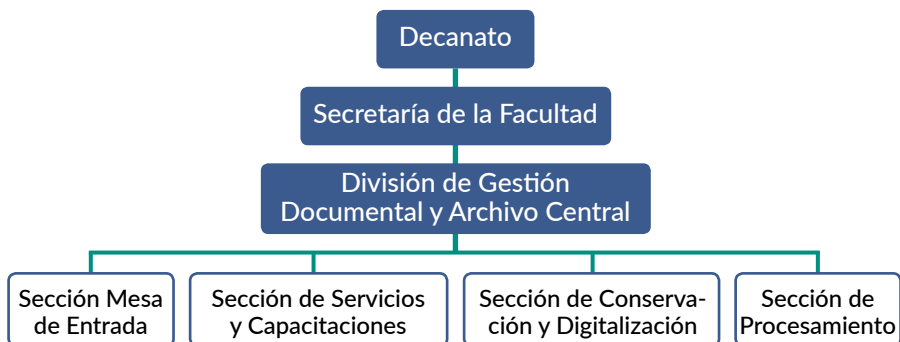 Decanato
Secretaría de la Facultad
División de Gestión
Documental y Archivo Central
Sección Mesa
de Entrada
Sección de Servicios
y Capacitaciones
Sección de Conserva-
ción y Digitalización
Sección de
Procesamiento